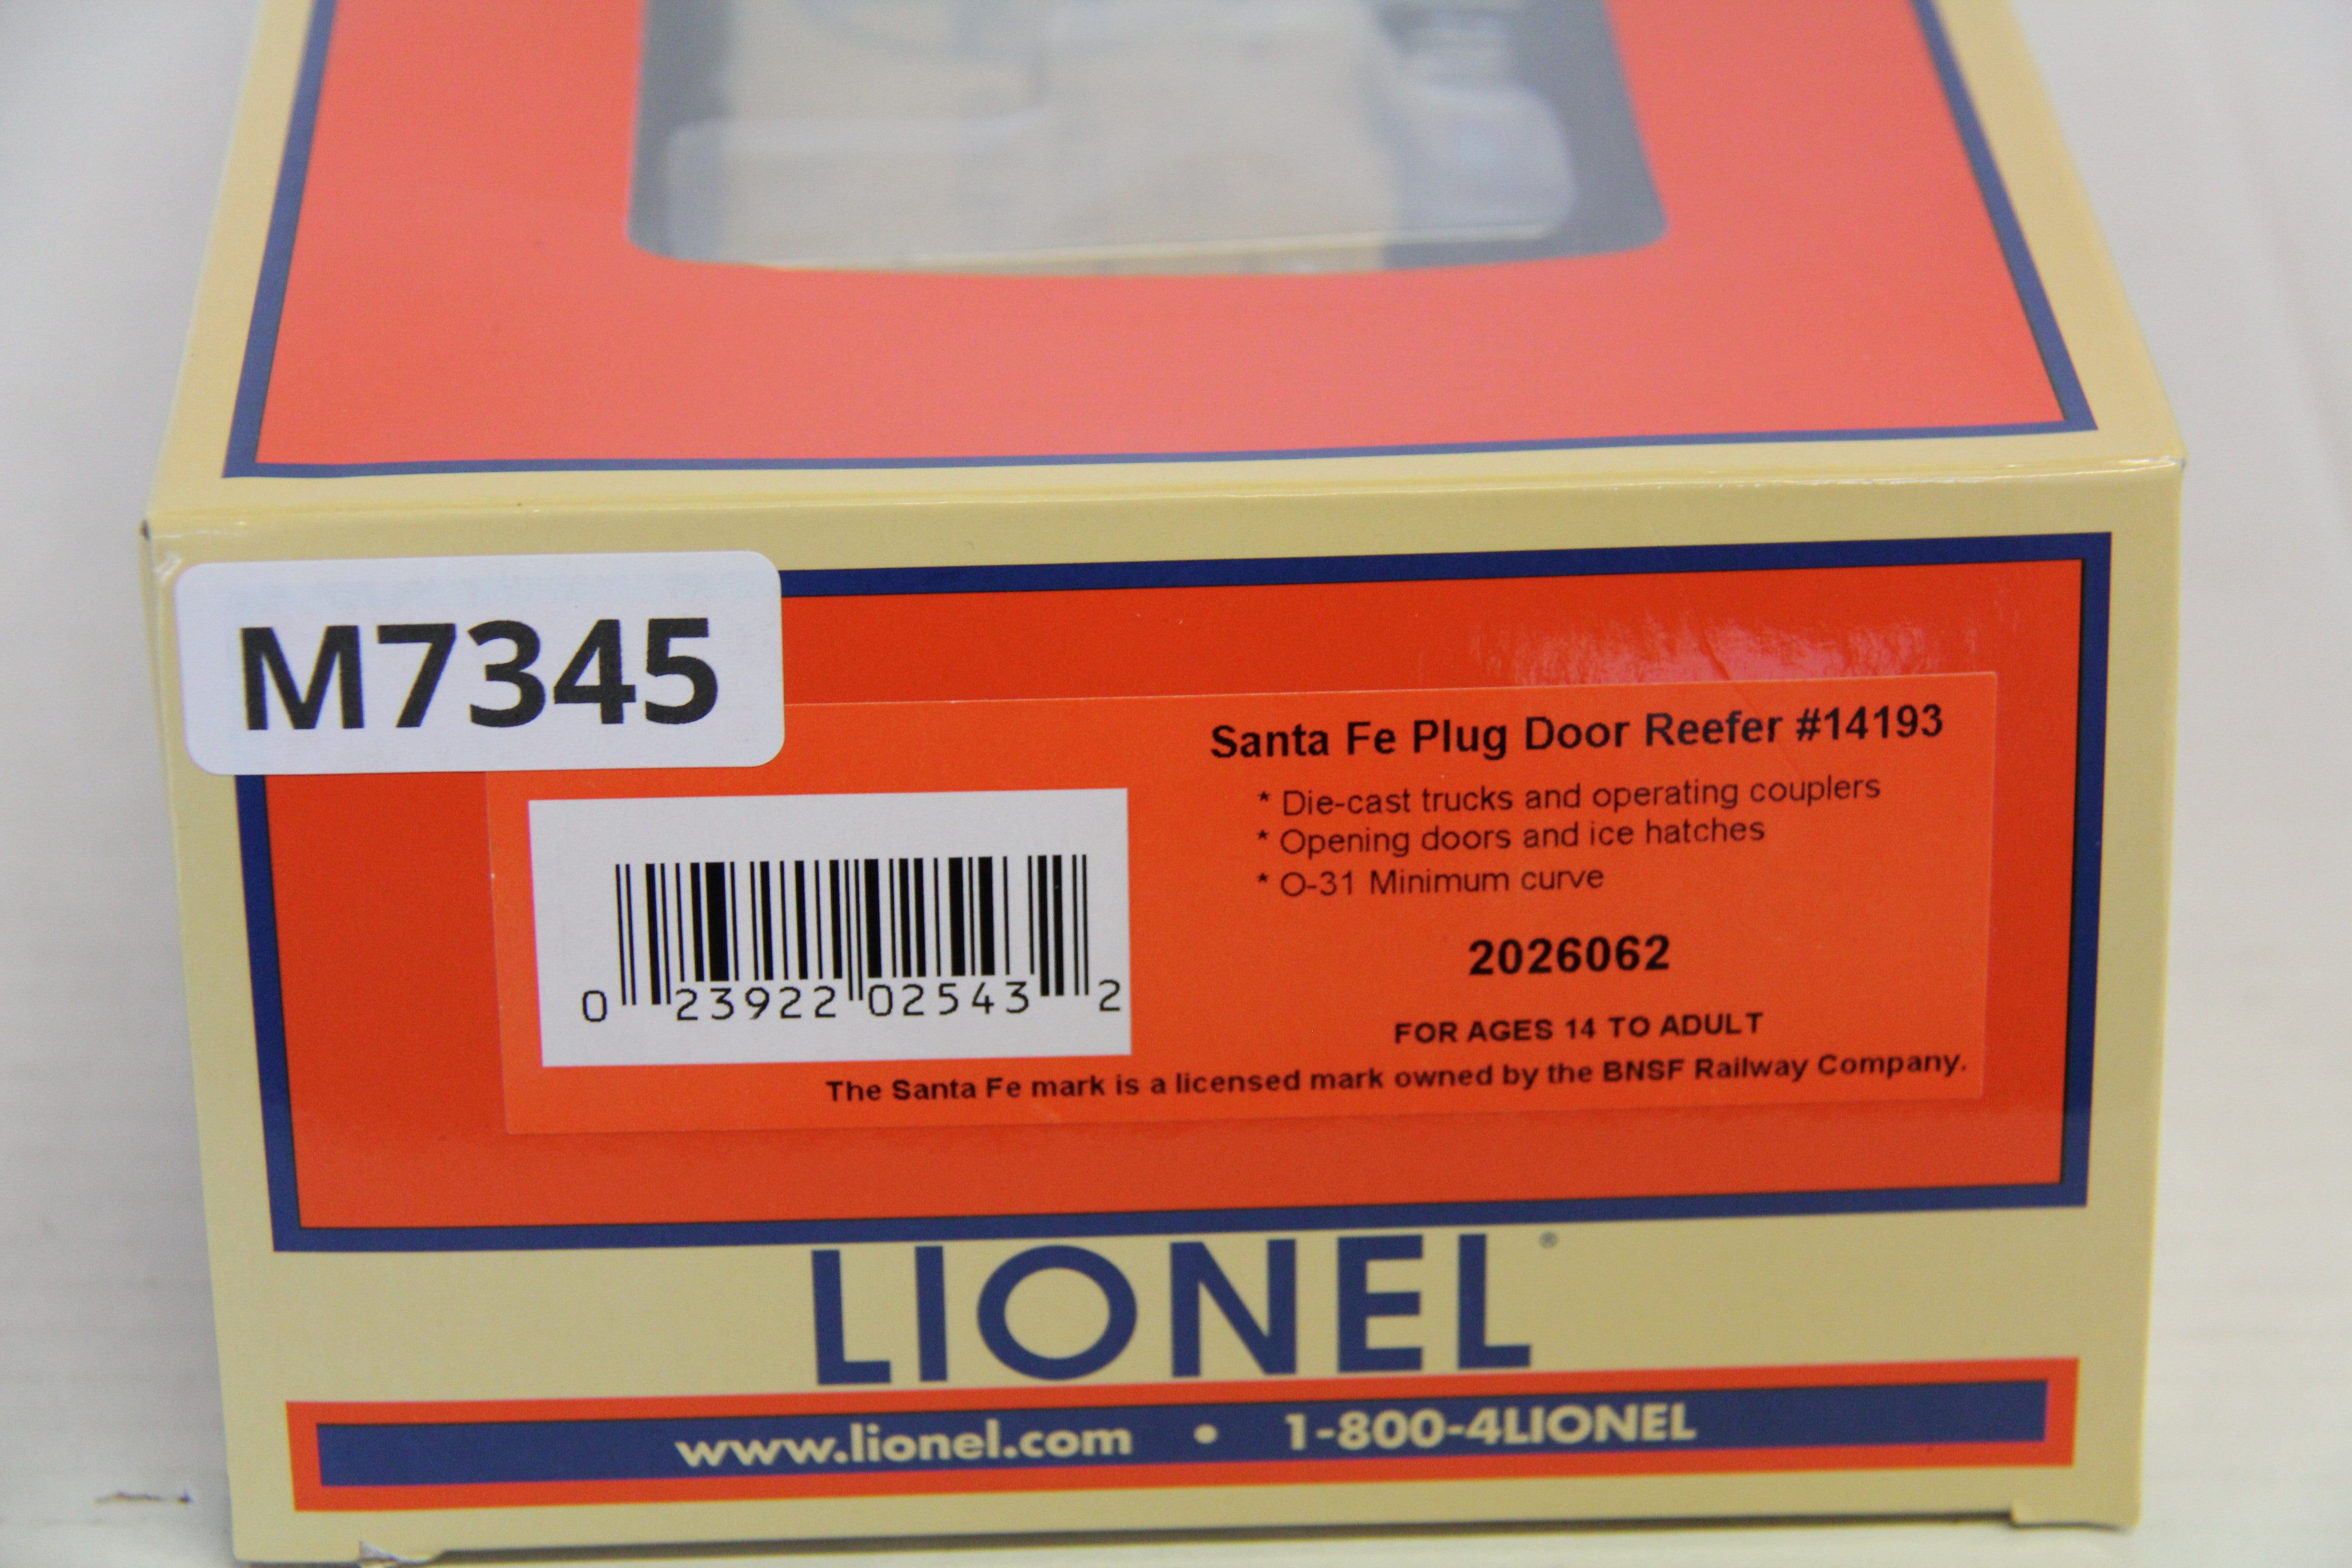 M7345
Santa Fe Plug Door Reefer #14193
* Die-cast trucks and operating couplers
* Opening doors and ice hatches
* O-31 Minimum curve
2026062
FOR AGES 14 TO ADULT
0 23922 02543 2
The Santa Fe mark is a licensed mark owned by the BNSF Railway Company.
LIONEL®
www.lionel.com • 1-800-4LIONEL